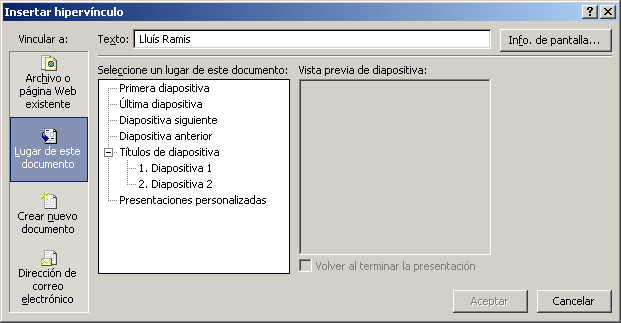 Insertar hipervínculo
Vincular a:
Texto:
Lluís Ramis
Info. de pantalla...
Archivo o
página Web
existente
Lugar de este
documento
Crear nuevo
documento
Dirección de
correo
electrónico
Seleccione un lugar de este documento:
Primera diapositiva
Última diapositiva
Diapositiva siguiente
Diapositiva anterior
Títulos de diapositiva
1. Diapositiva 1
2. Diapositiva 2
Presentaciones personalizadas
Vista previa de diapositiva:
Volver al terminar la presentación
Aceptar
Cancelar